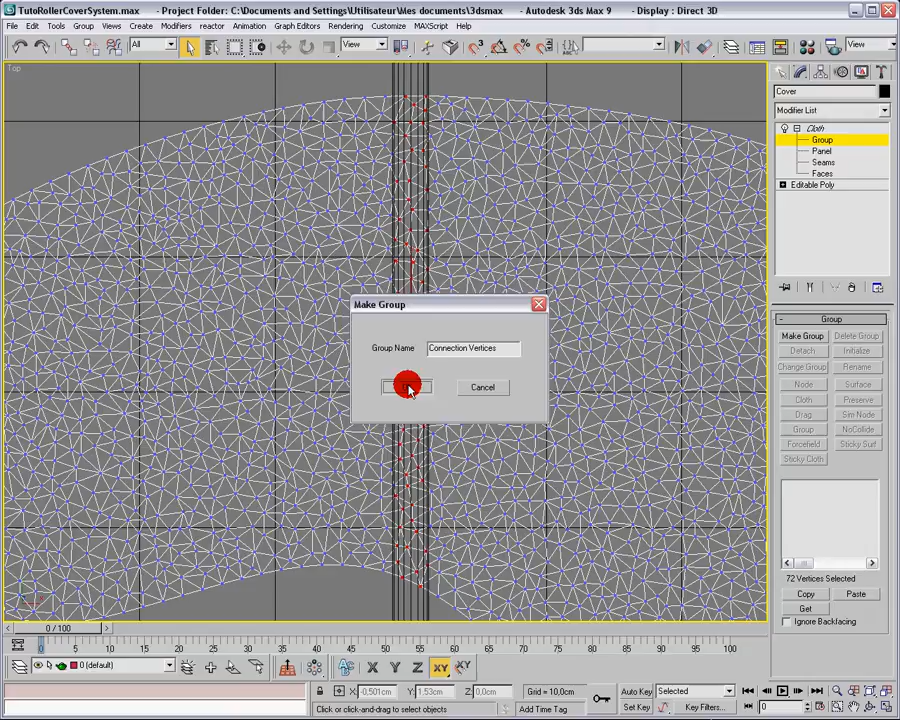 TutoRollerCoverSystem.max - Project Folder: C:\Documents and Settings\Utilisateur\Mes documents\3dsmax - Autodesk 3ds Max 9 - Display : Direct 3D
File Edit Tools Group Views Create Modifiers reactor Animation Graph Editors Rendering Customize MAXScript Help
All View View
Top
Cover
Modifier List
Cloth
Group
Panel
Seams
Faces
Editable Poly
Make Group
Group Name Connection Vertices
Cancel
- Group
Make Group Delete Group
Detach Initialize
Change Group Rename
Node Surface
Cloth Preserve
Drag Sim Node
Group NoCollide
Forcefield Sticky Surf
Sticky Cloth
72 Vertices Selected
Copy Paste
Get
Ignore Backfacing
0 / 100
0 5 10 15 20 25 30 35 40 45 50 55 60 65 70 75 80 85 90 95 100
0 (default) X Y Z XY XY
X: -0,501cm Y: 1,53cm Z: 0,0cm Grid = 10,0cm Auto Key Selected
Click or click-and-drag to select objects Add Time Tag Set Key Key Filters... 0